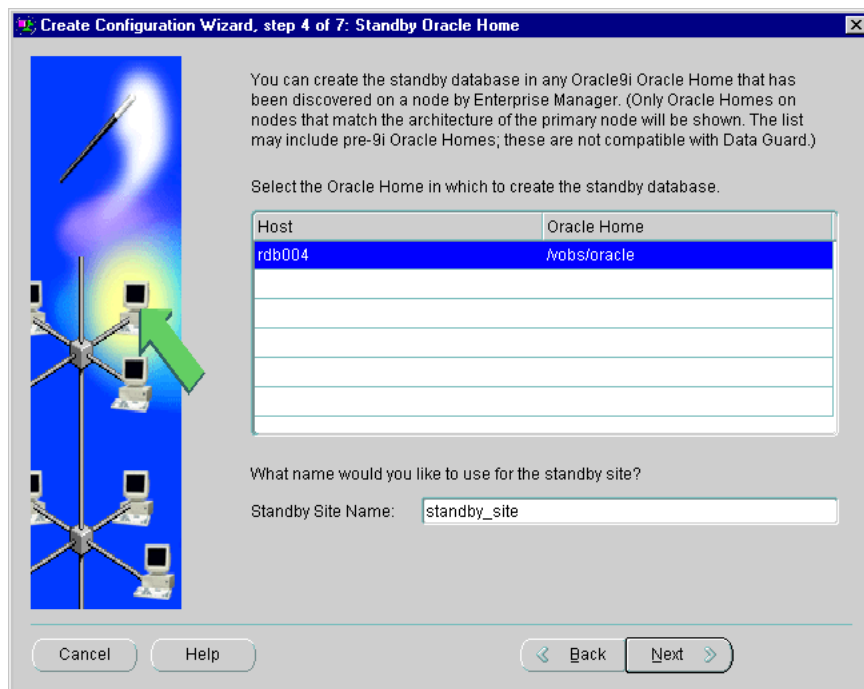 Create Configuration Wizard, step 4 of 7: Standby Oracle Home
You can create the standby database in any Oracle9i Oracle Home that has
been discovered on a node by Enterprise Manager. (Only Oracle Homes on
nodes that match the architecture of the primary node will be shown. The list
may include pre-9i Oracle Homes; these are not compatible with Data Guard.)
Select the Oracle Home in which to create the standby database.
Host Oracle Home
rdb004 /vobs/oracle
What name would you like to use for the standby site?
Standby Site Name: standby_site
Cancel Help Back Next